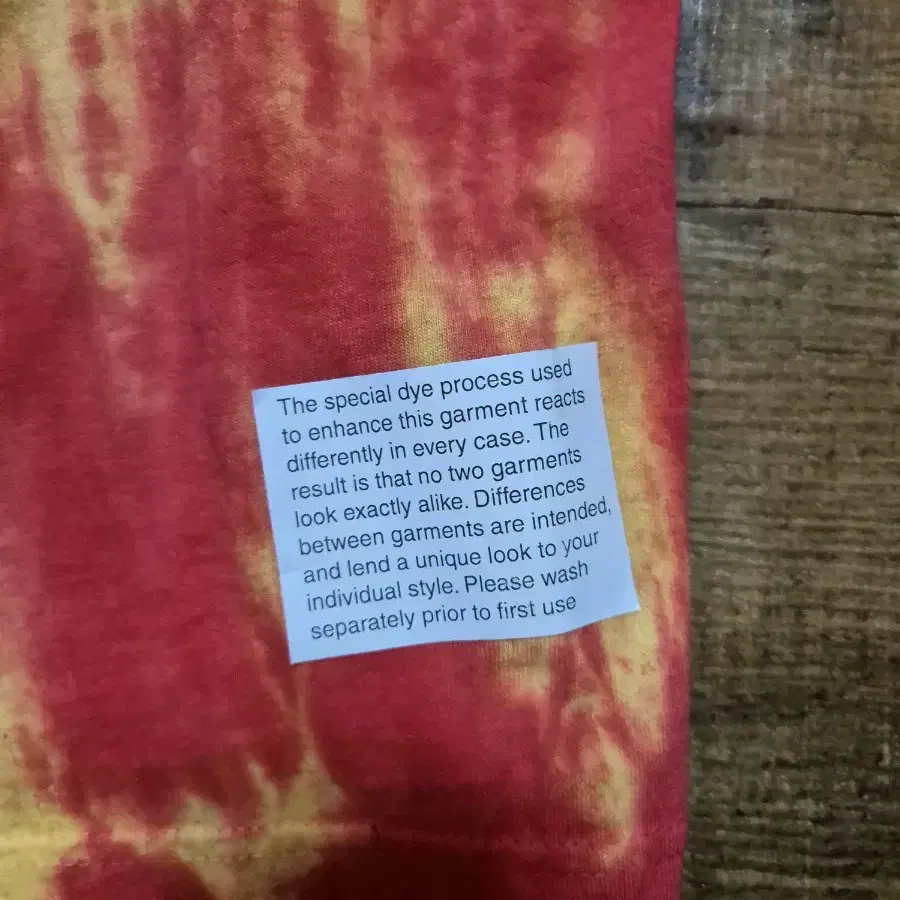 The special dye process used
to enhance this garment reacts
differently in every case. The
result is that no two garments
look exactly alike. Differences
between garments are intended,
and lend a unique look to your
individual style. Please wash
separately prior to first use